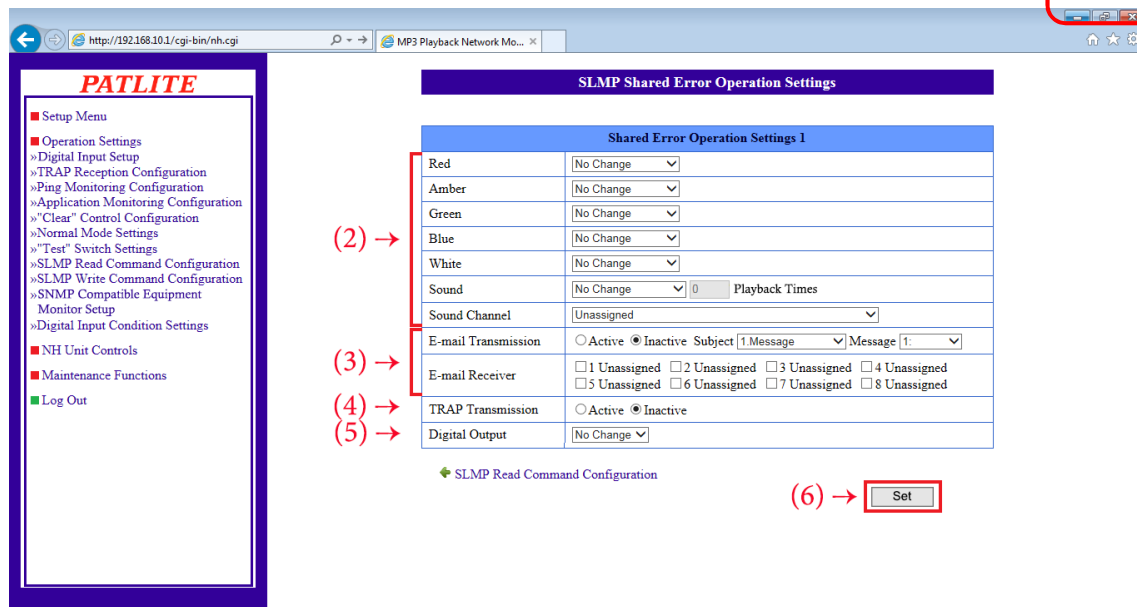 http://192.168.10.1/cgi-bin/nh.cgi
MP3 Playback Network Mo...
PATLITE
Setup Menu
Operation Settings
»Digital Input Setup
»TRAP Reception Configuration
»Ping Monitoring Configuration
»Application Monitoring Configuration
»"Clear" Control Configuration
»Normal Mode Settings
»"Test" Switch Settings
»SLMP Read Command Configuration
»SLMP Write Command Configuration
»SNMP Compatible Equipment
Monitor Setup
»Digital Input Condition Settings
NH Unit Controls
Maintenance Functions
Log Out
SLMP Shared Error Operation Settings
Shared Error Operation Settings 1
(2) →
Red No Change
Amber No Change
Green No Change
Blue No Change
White No Change
Sound No Change 0 Playback Times
Sound Channel Unassigned
(3) →
E-mail Transmission Active Inactive Subject 1.Message Message 1:
E-mail Receiver 1 Unassigned 2 Unassigned 3 Unassigned 4 Unassigned
5 Unassigned 6 Unassigned 7 Unassigned 8 Unassigned
(4) → TRAP Transmission Active Inactive
(5) → Digital Output No Change
SLMP Read Command Configuration
(6) → Set